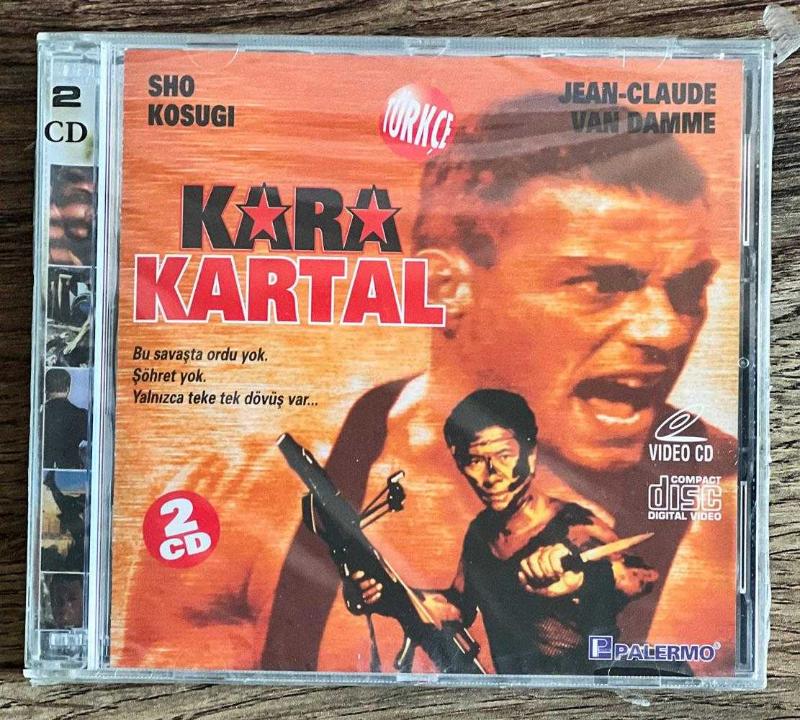 2
CD
SHO
KOSUGI
TÜRKÇE
JEAN-CLAUDE
VAN DAMME
KARA
KARTAL
Bu savaşta ordu yok.
Şöhret yok.
Yalnızca teke tek dövüş var...
VIDEO CD
COMPACT
disc
DIGITAL VIDEO
2
CD
PALERMO